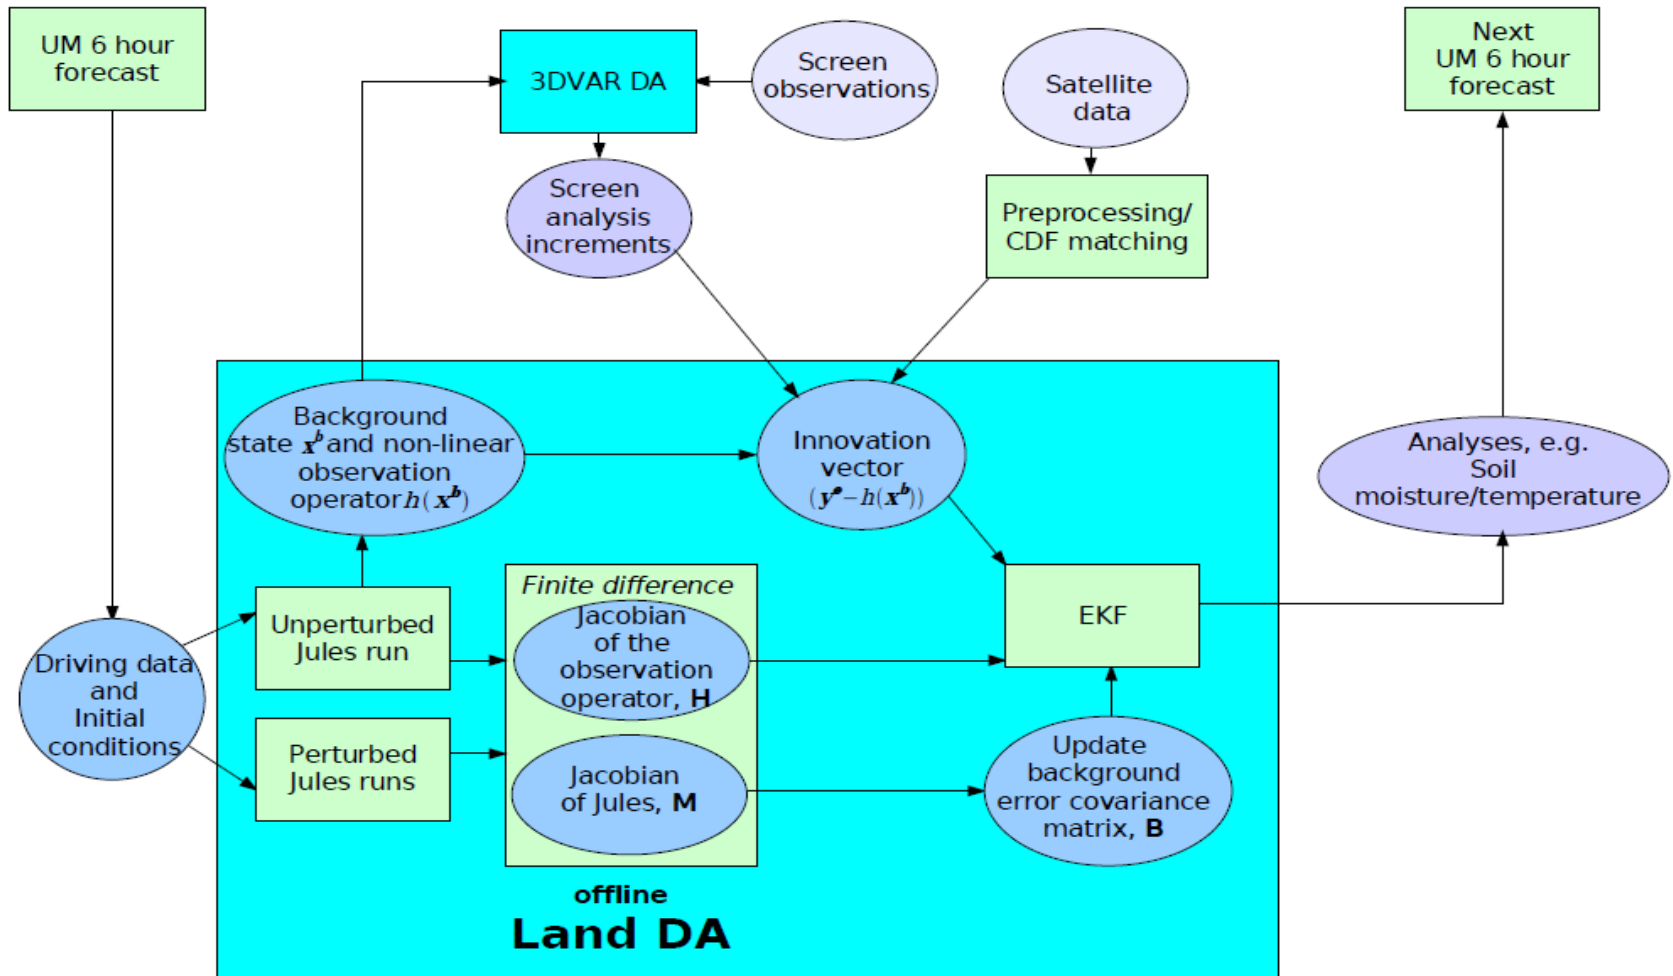 UM 6 hour
forecast
3DVAR DA
Screen
observations
Satellite
data
Next
UM 6 hour
forecast
Screen
analysis
increments
Preprocessing/
CDF matching
Background
state x^b and non-linear
observation
operator h(x^b)
Innovation
vector
(y^o − h(x^b))
Analyses, e.g.
Soil
moisture/temperature
Driving data
and
Initial
conditions
Unperturbed
Jules run
Perturbed
Jules runs
Finite difference
Jacobian
of the
observation
operator, H
Jacobian
of Jules, M
EKF
Update
background
error covariance
matrix, B
offline
Land DA